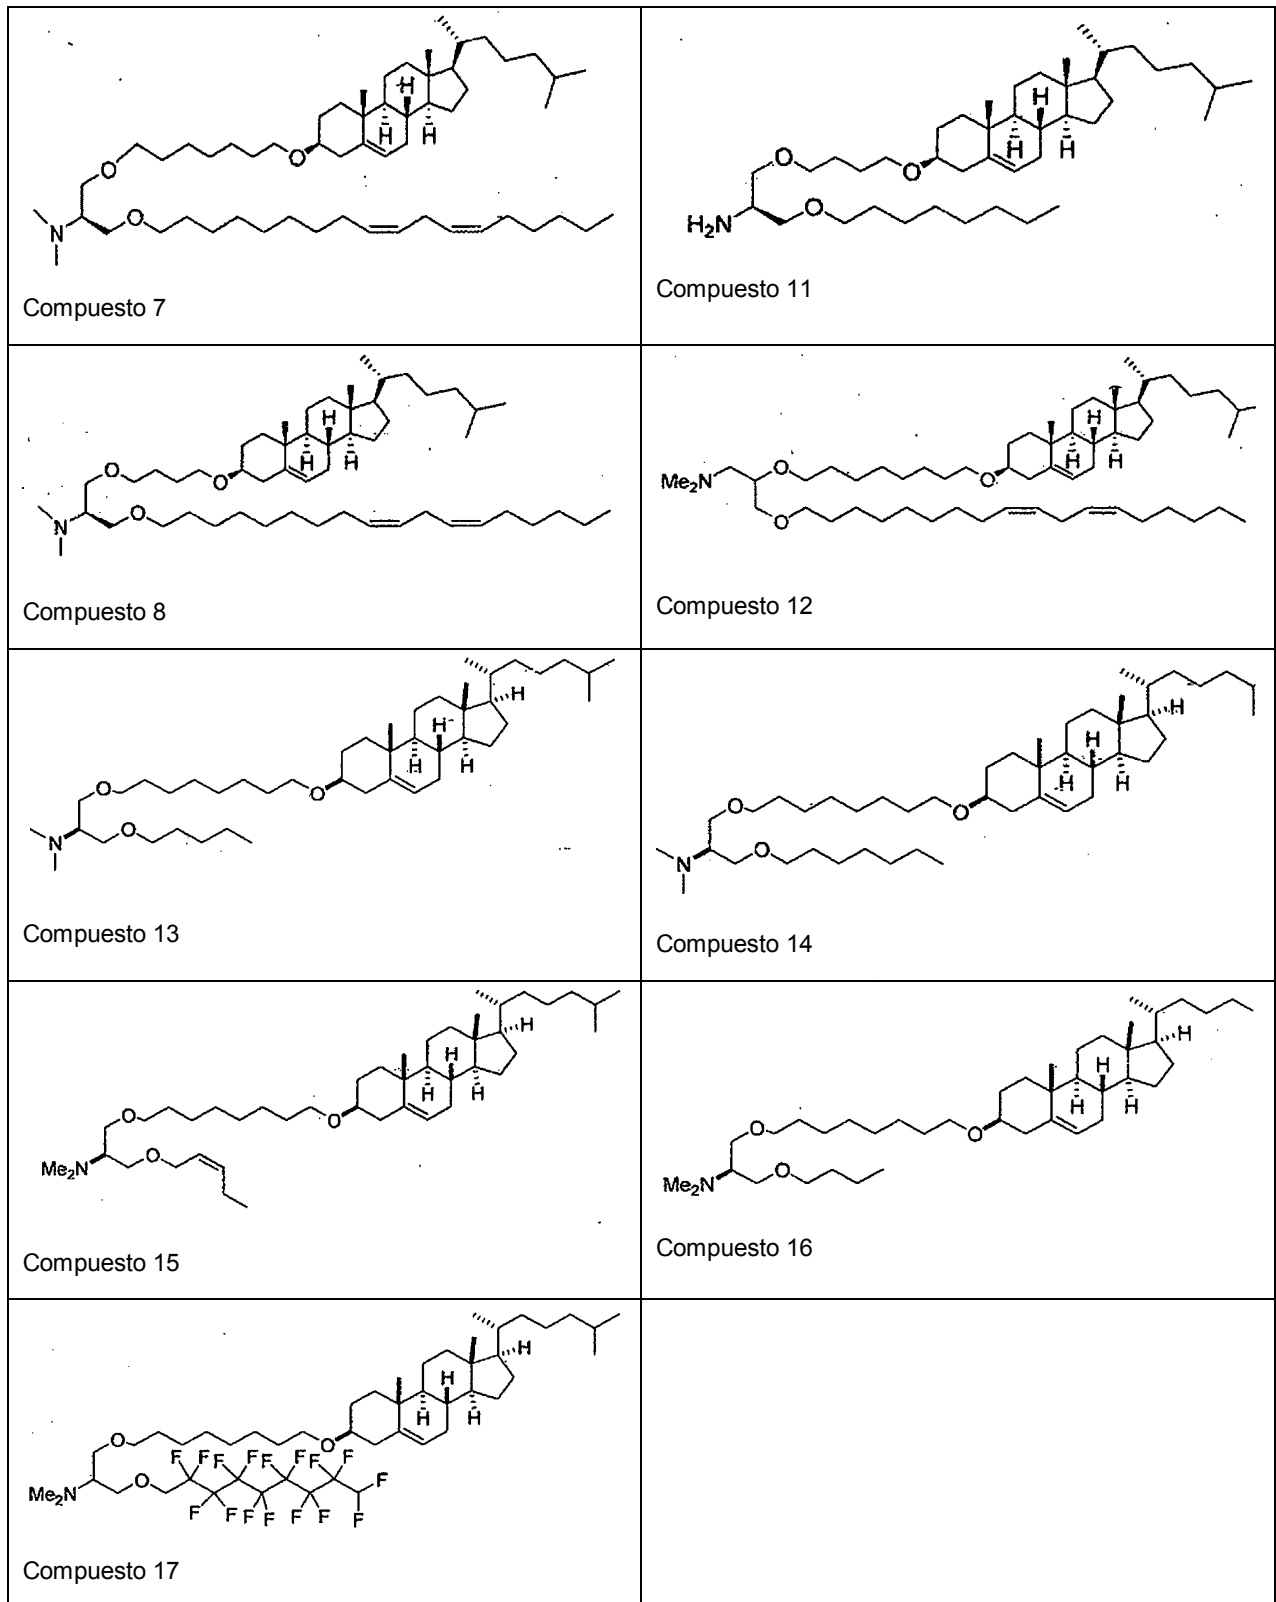 O
O
H
H
H
N
O
Compuesto 7
O
O
H
H
H
H₂N
O
Compuesto 11
O
O
H
H
H
N
O
Compuesto 8
Me₂N
O
O
H
H
H
O
Compuesto 12
O
O
H
H
H
H
N
O
Compuesto 13
O
O
H
H
H
H
N
O
Compuesto 14
O
O
H
H
H
H
Me₂N
O
Compuesto 15
O
O
H
H
H
H
Me₂N
O
Compuesto 16
O
O
H
H
H
H
F F F F F F F F
Me₂N
O
F
F F F F F F F
Compuesto 17